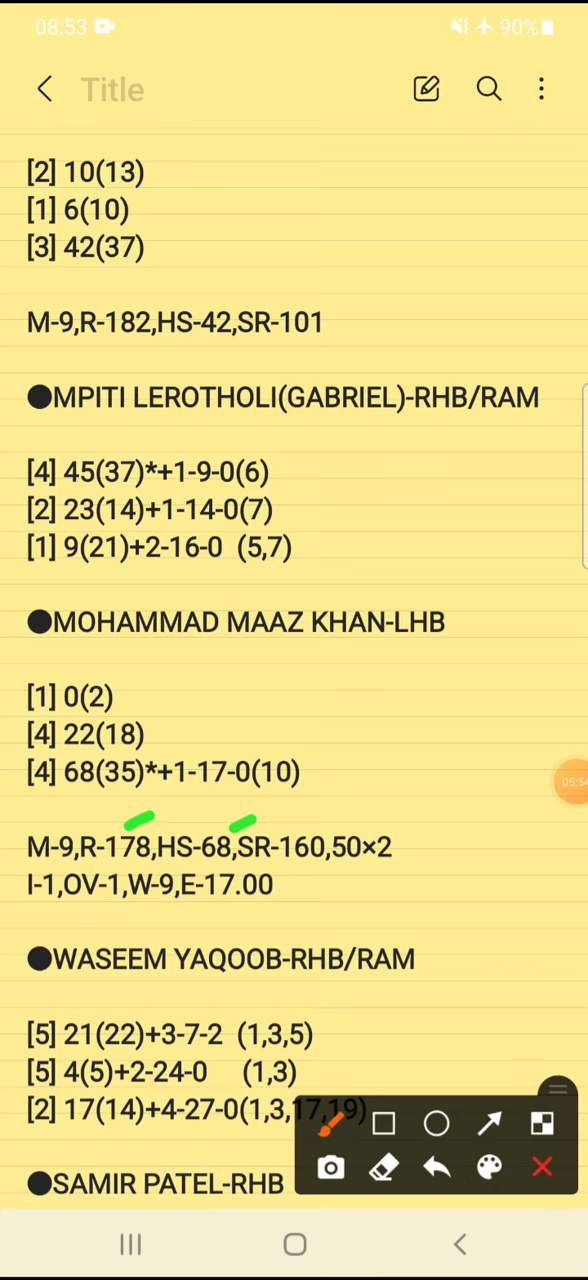 08:53
90%
Title
[2] 10(13)
[1] 6(10)
[3] 42(37)
M-9,R-182,HS-42,SR-101
●MPITI LEROTHOLI(GABRIEL)-RHB/RAM
[4] 45(37)*+1-9-0(6)
[2] 23(14)+1-14-0(7)
[1] 9(21)+2-16-0 (5,7)
●MOHAMMAD MAAZ KHAN-LHB
[1] 0(2)
[4] 22(18)
[4] 68(35)*+1-17-0(10)
05:54
M-9,R-178,HS-68,SR-160,50×2
I-1,OV-1,W-9,E-17.00
●WASEEM YAQOOB-RHB/RAM
[5] 21(22)+3-7-2 (1,3,5)
[5] 4(5)+2-24-0 (1,3)
[2] 17(14)+4-27-0(1,3,17,19)
●SAMIR PATEL-RHB